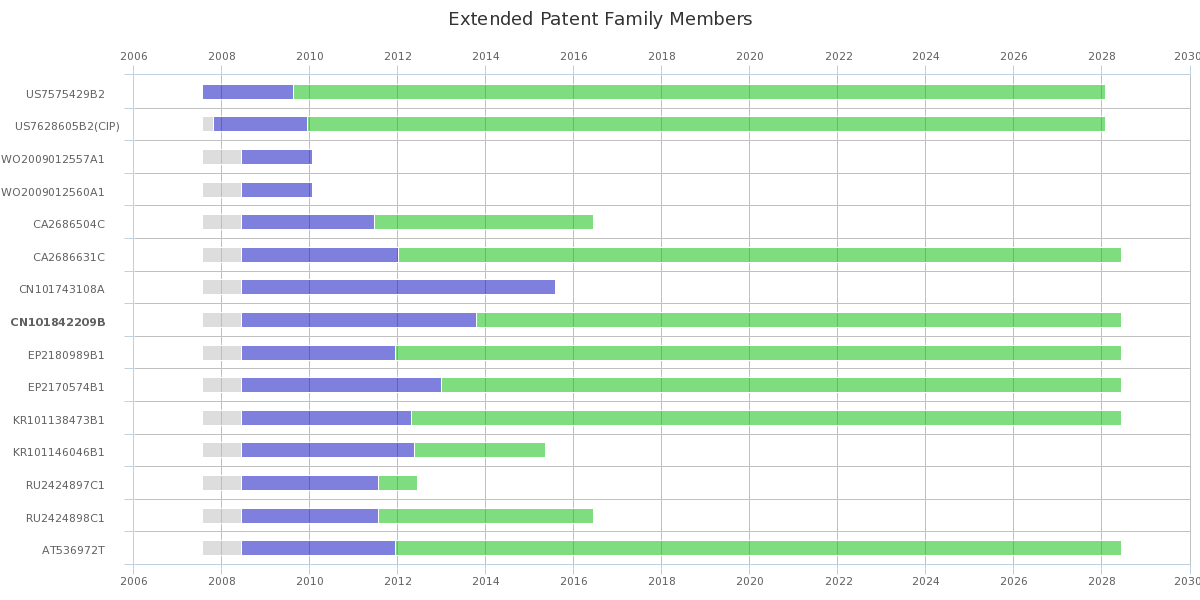 Extended Patent Family Members
2006 2008 2010 2012 2014 2016 2018 2020 2022 2024 2026 2028 2030
US7575429B2
US7628605B2(CIP)
WO2009012557A1
WO2009012560A1
CA2686504C
CA2686631C
CN101743108A
CN101842209B
EP2180989B1
EP2170574B1
KR101138473B1
KR101146046B1
RU2424897C1
RU2424898C1
AT536972T
2006 2008 2010 2012 2014 2016 2018 2020 2022 2024 2026 2028 2030